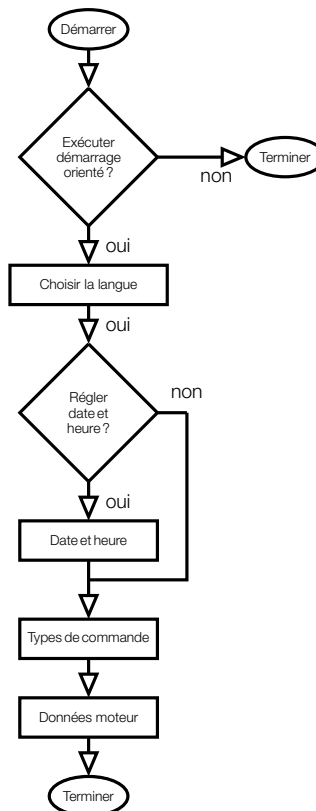 Démarrer
Exécuter
démarrage
orienté ?
Terminer
non
oui
Choisir la langue
oui
Régler
date et
heure ?
non
oui
Date et heure
Types de commande
Données moteur
Terminer